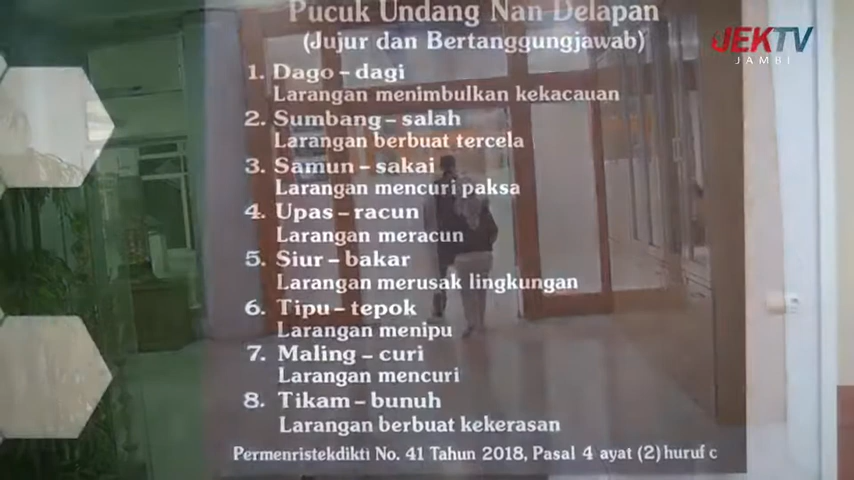 Pucuk Undang Nan Delapan
(Jujur dan Bertanggungjawab)
1. Dago - dagi
Larangan menimbulkan kekacauan
2. Sumbang - salah
Larangan berbuat tercela
3. Samun - sakai
Larangan mencuri paksa
4. Upas - racun
Larangan meracun
5. Siur - bakar
Larangan merusak lingkungan
6. Tipu - tepok
Larangan menipu
7. Maling - curi
Larangan mencuri
8. Tikam - bunuh
Larangan berbuat kekerasan
Permenristekdikti No. 41 Tahun 2018, Pasal 4 ayat (2) huruf c
JEKTV
JAMBI